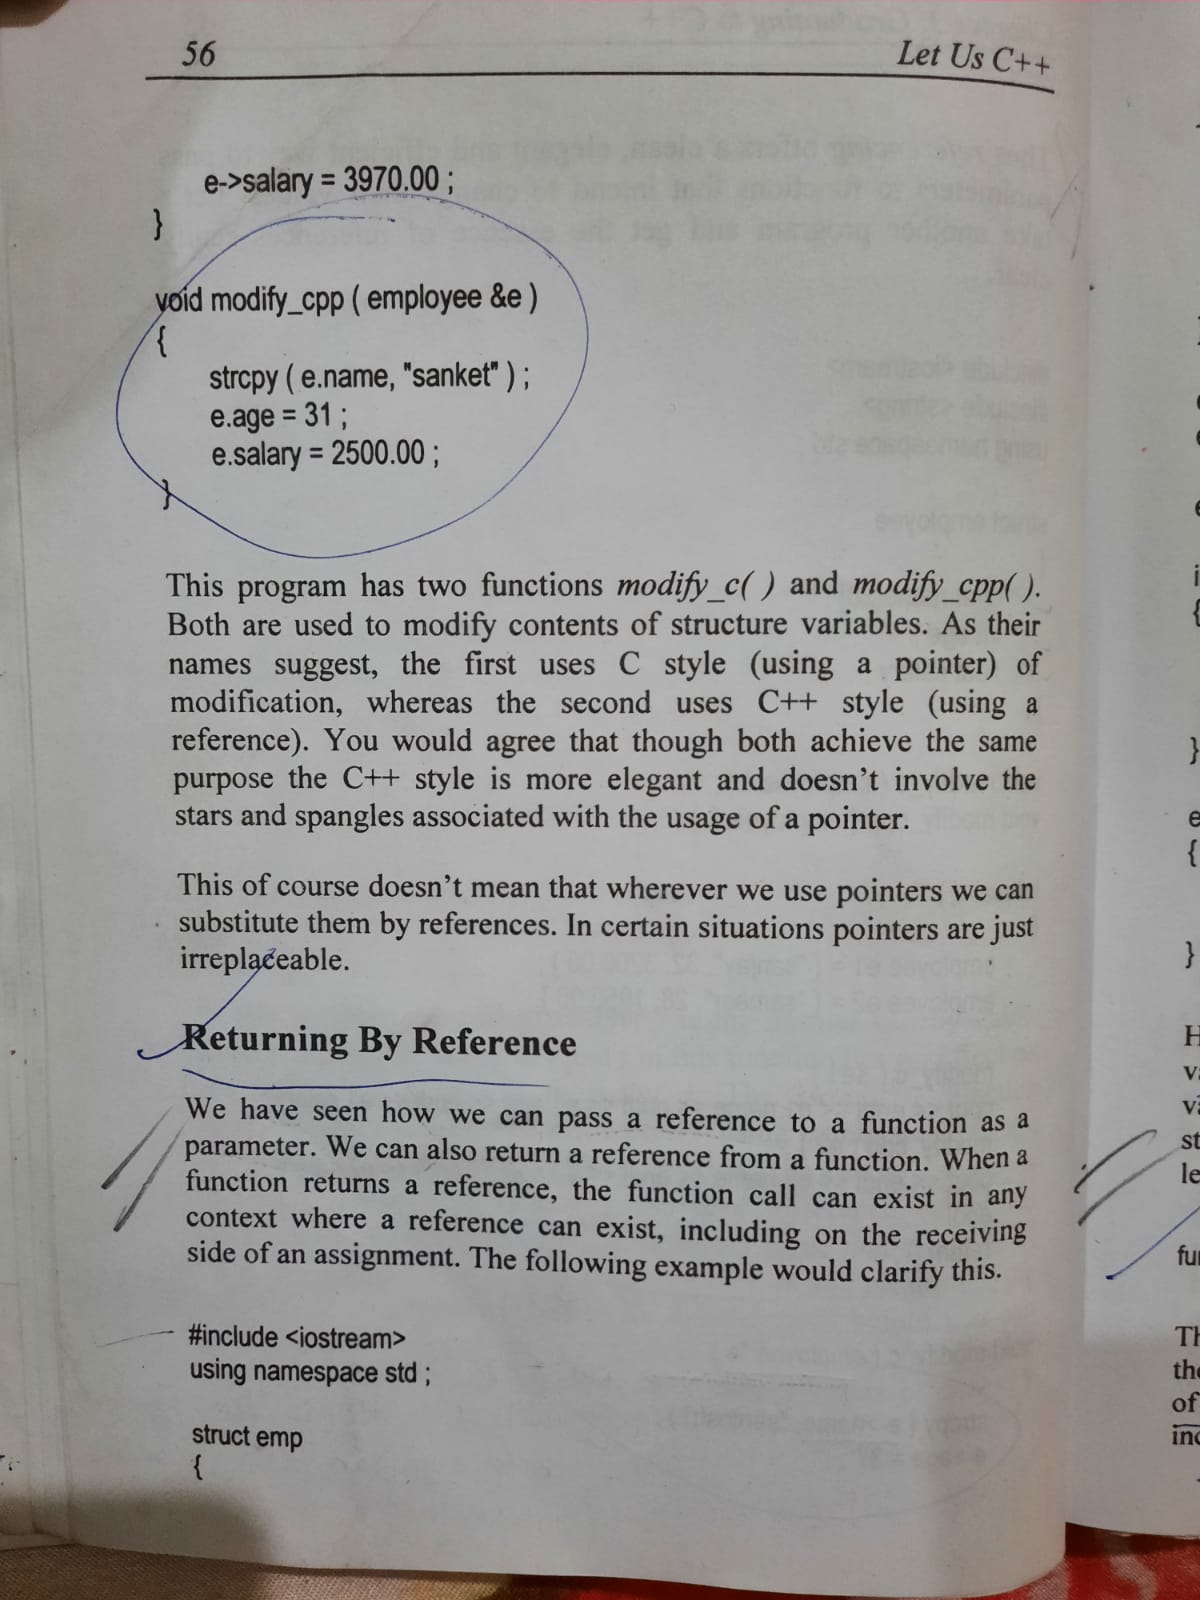 56 Let Us C++
e->salary = 3970.00 ;
}
void modify_cpp ( employee &e )
{
strcpy ( e.name, "sanket" ) ;
e.age = 31 ;
e.salary = 2500.00 ;
}
This program has two functions modify_c( ) and modify_cpp( ).
Both are used to modify contents of structure variables. As their
names suggest, the first uses C style (using a pointer) of
modification, whereas the second uses C++ style (using a
reference). You would agree that though both achieve the same
purpose the C++ style is more elegant and doesn't involve the
stars and spangles associated with the usage of a pointer.
This of course doesn't mean that wherever we use pointers we can
substitute them by references. In certain situations pointers are just
irreplaceable.
Returning By Reference
We have seen how we can pass a reference to a function as a
parameter. We can also return a reference from a function. When a
function returns a reference, the function call can exist in any
context where a reference can exist, including on the receiving
side of an assignment. The following example would clarify this.
#include <iostream>
using namespace std ;
struct emp
{